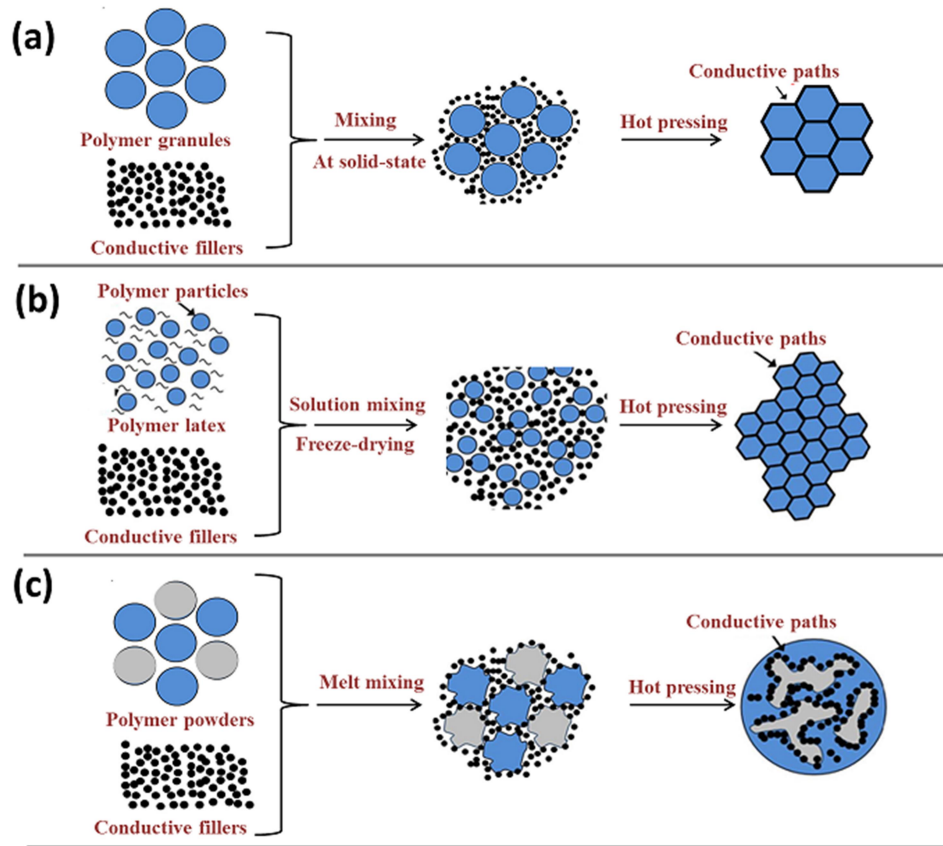 (a)
Polymer granules
Conductive fillers
Mixing
At solid-state
Hot pressing
Conductive paths
(b)
Polymer particles
Polymer latex
Conductive fillers
Solution mixing
Freeze-drying
Hot pressing
Conductive paths
(c)
Polymer powders
Conductive fillers
Melt mixing
Hot pressing
Conductive paths